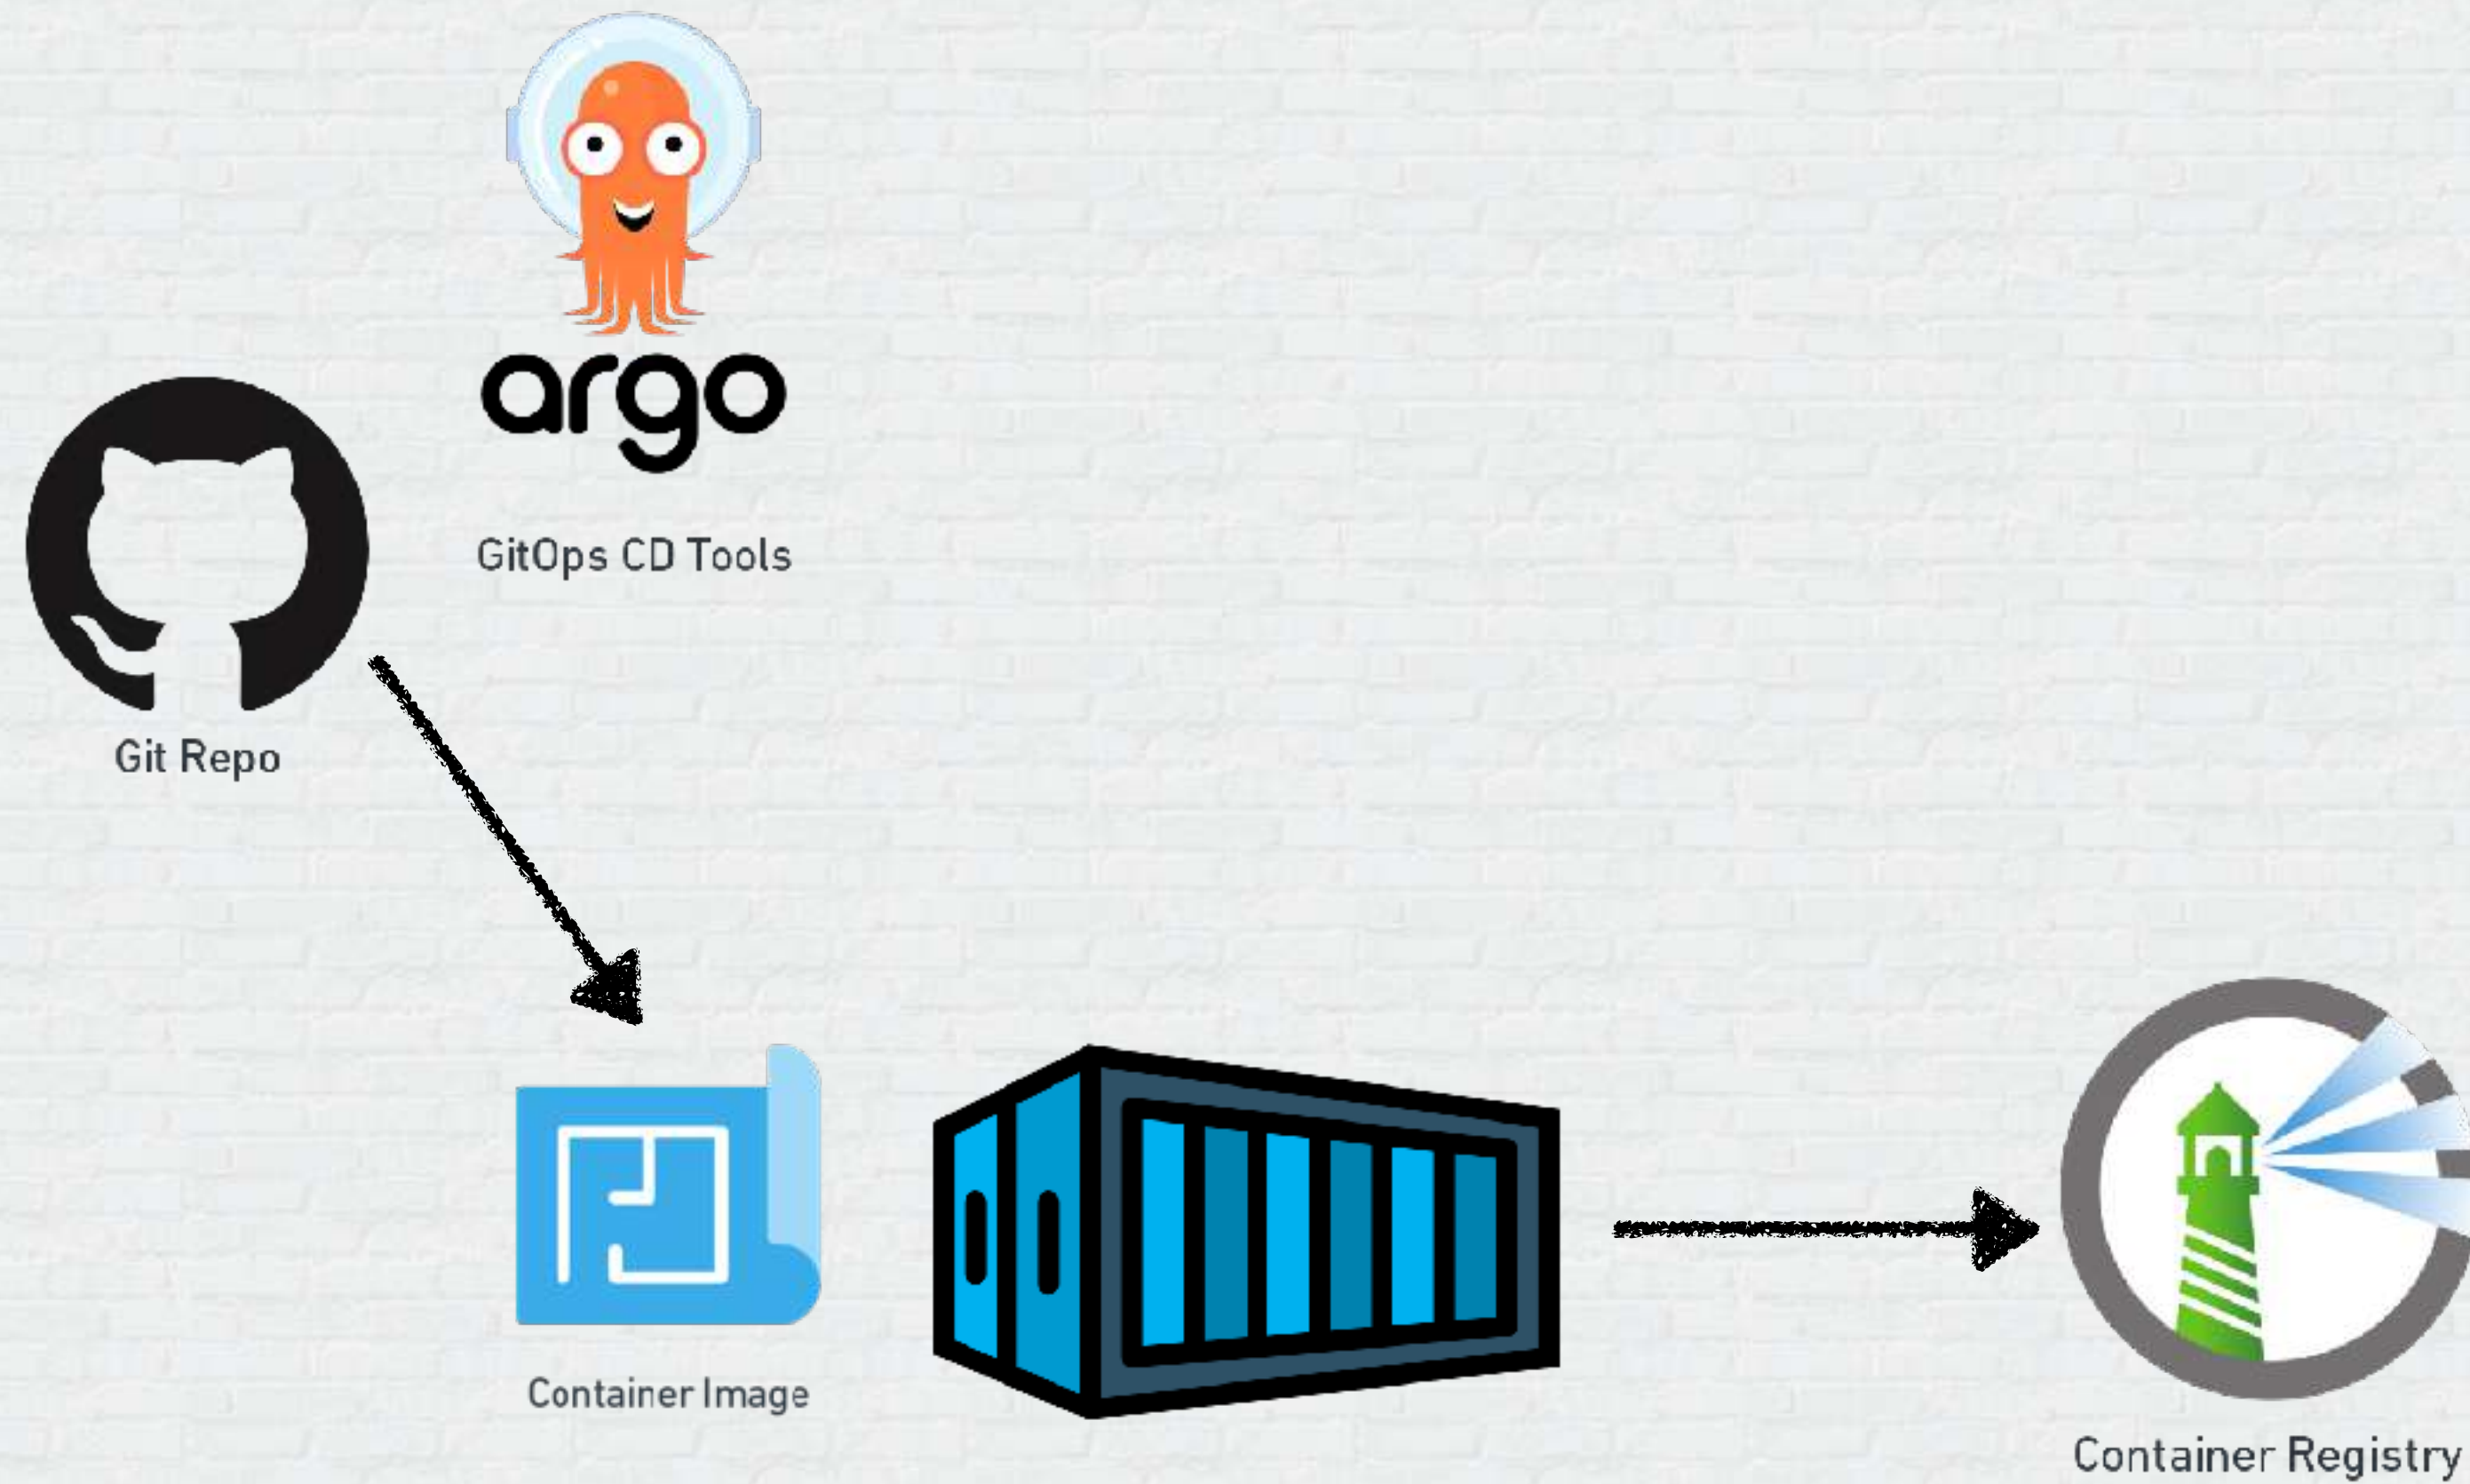 argo
GitOps CD Tools
Git Repo
Container Image
Container Registry